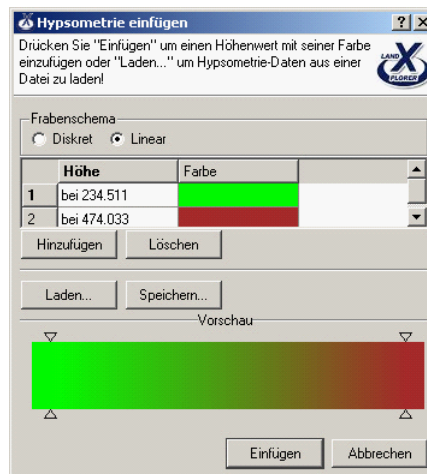 Hypsometrie einfügen
Drücken Sie "Einfügen" um einen Höhenwert mit seiner Farbe
einzufügen oder "Laden..." um Hypsometrie-Daten aus einer
Datei zu laden!
LAND
X
PLORER
Frabenschema
Diskret Linear
Höhe Farbe
1 bei 234.511
2 bei 474.033
Hinzufügen Löschen
Laden... Speichern...
Vorschau
Einfügen Abbrechen